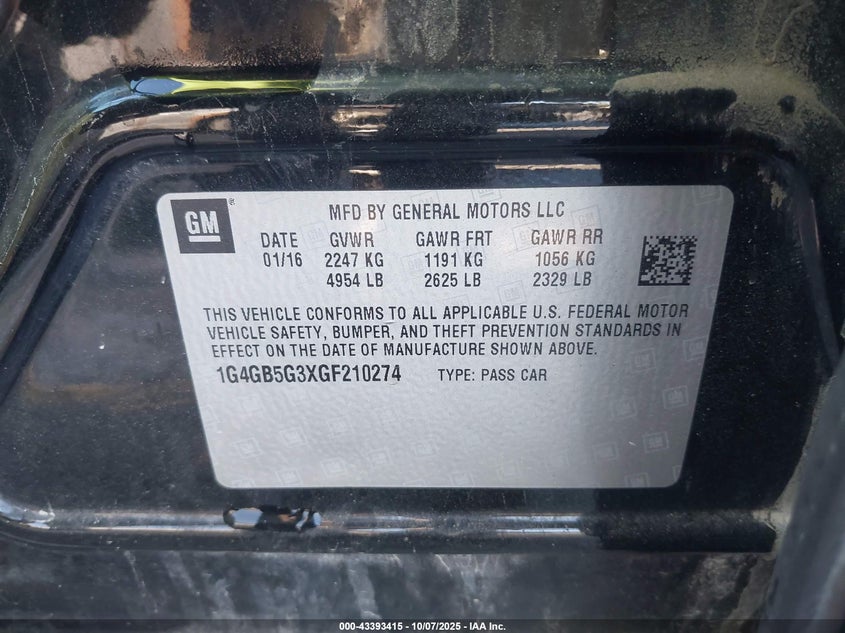 GM
MFD BY GENERAL MOTORS LLC
DATE GVWR GAWR FRT GAWR RR
01/16 2247 KG 1191 KG 1056 KG
4954 LB 2625 LB 2329 LB
THIS VEHICLE CONFORMS TO ALL APPLICABLE U.S. FEDERAL MOTOR
VEHICLE SAFETY, BUMPER, AND THEFT PREVENTION STANDARDS IN
EFFECT ON THE DATE OF MANUFACTURE SHOWN ABOVE.
1G4GB5G3XGF210274 TYPE: PASS CAR
000-43393415 - 10/07/2025 - IAA Inc.